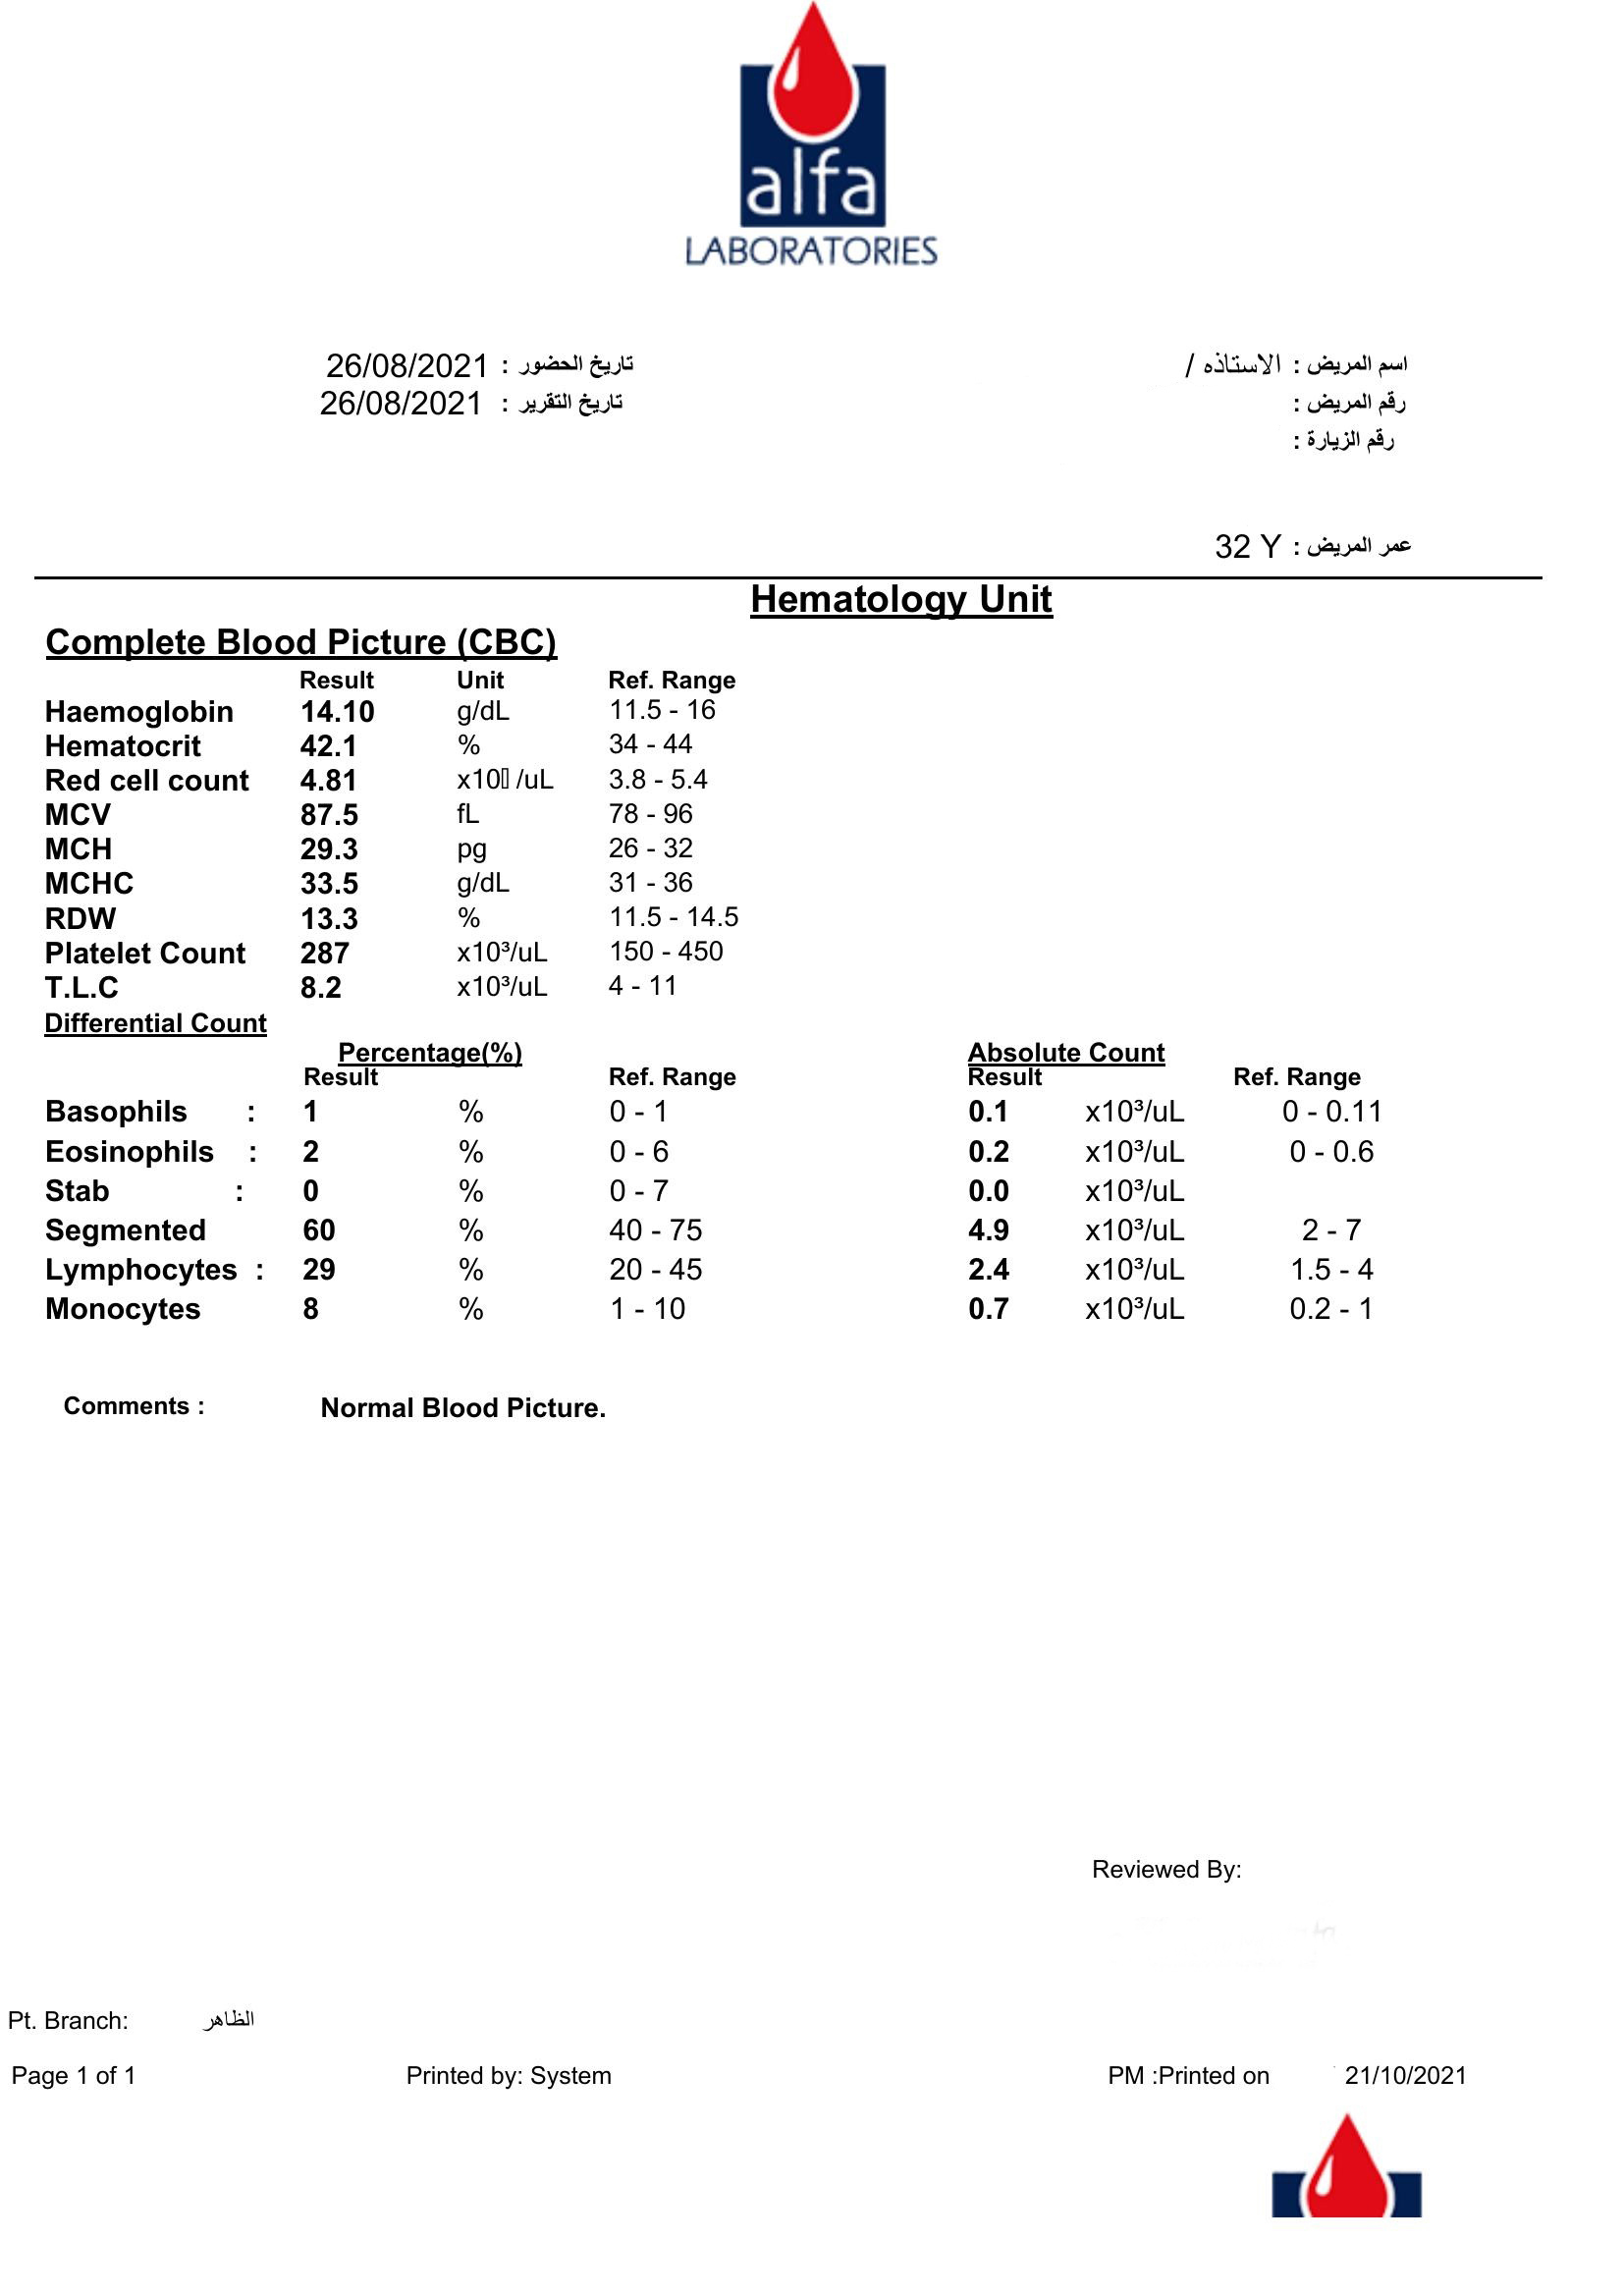 alfa
LABORATORIES
اسم المريض : الاستاذه /
تاريخ الحضور : 26/08/2021
رقم المريض :
تاريخ التقرير : 26/08/2021
رقم الزيارة :
عمر المريض : 32 Y
Hematology Unit
Complete Blood Picture (CBC)
Result Unit Ref. Range
Haemoglobin 14.10 g/dL 11.5 - 16
Hematocrit 42.1 % 34 - 44
Red cell count 4.81 x10▯ /uL 3.8 - 5.4
MCV 87.5 fL 78 - 96
MCH 29.3 pg 26 - 32
MCHC 33.5 g/dL 31 - 36
RDW 13.3 % 11.5 - 14.5
Platelet Count 287 x10³/uL 150 - 450
T.L.C 8.2 x10³/uL 4 - 11
Differential Count
Percentage(%) Absolute Count
Result Ref. Range Result Ref. Range
Basophils : 1 % 0 - 1 0.1 x10³/uL 0 - 0.11
Eosinophils : 2 % 0 - 6 0.2 x10³/uL 0 - 0.6
Stab : 0 % 0 - 7 0.0 x10³/uL
Segmented 60 % 40 - 75 4.9 x10³/uL 2 - 7
Lymphocytes : 29 % 20 - 45 2.4 x10³/uL 1.5 - 4
Monocytes 8 % 1 - 10 0.7 x10³/uL 0.2 - 1
Comments : Normal Blood Picture.
Reviewed By:
Pt. Branch: الظاهر
Page 1 of 1 Printed by: System PM :Printed on 21/10/2021